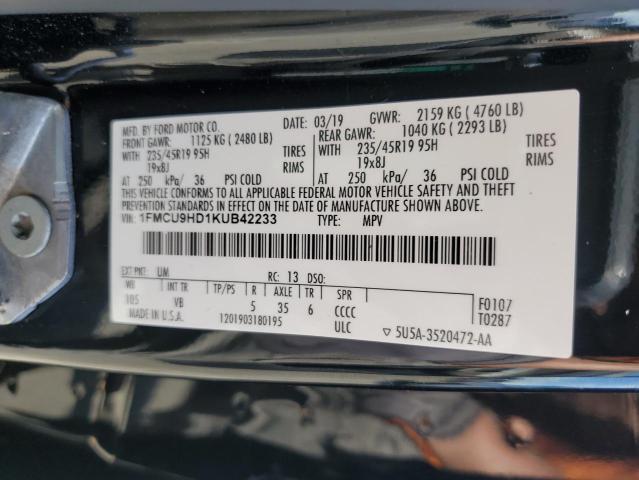 MFD. BY FORD MOTOR CO.
DATE: 03/19 GVWR: 2159 KG ( 4760 LB)
FRONT GAWR: 1125 KG ( 2480 LB)
REAR GAWR: 1040 KG ( 2293 LB)
WITH 235/45R19 95H TIRES
WITH 235/45R19 95H TIRES
19x8J RIMS
19x8J RIMS
AT 250 kPa/ 36 PSI COLD
AT 250 kPa/ 36 PSI COLD
THIS VEHICLE CONFORMS TO ALL APPLICABLE FEDERAL MOTOR VEHICLE SAFETY AND THEFT
PREVENTION STANDARDS IN EFFECT ON THE DATE OF MANUFACTURE SHOWN ABOVE.
VIN: 1FMCU9HD1KUB42233 TYPE: MPV
EXT PNT: UM RC: 13 DSO:
WB INT TR TP/PS R AXLE TR SPR
105 VB 5 35 6 CCCC
F0107
T0287
MADE IN U.S.A. 1201903180195 ULC
▽ 5U5A-3520472-AA